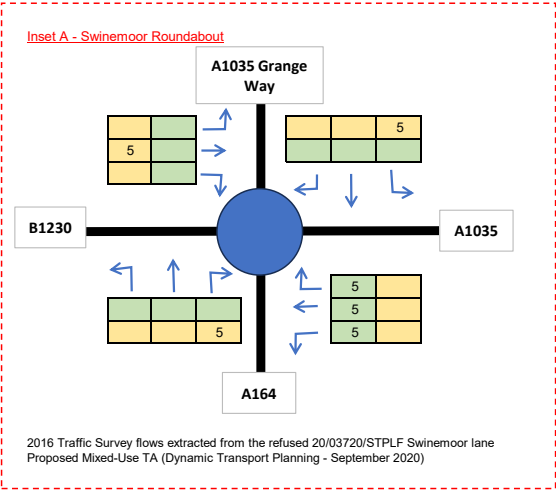 Inset A - Swinemoor Roundabout
A1035 Grange
Way
5
5
B1230
A1035
5
5
5
5
A164
2016 Traffic Survey flows extracted from the refused 20/03720/STPLF Swinemoor lane
Proposed Mixed-Use TA (Dynamic Transport Planning - September 2020)